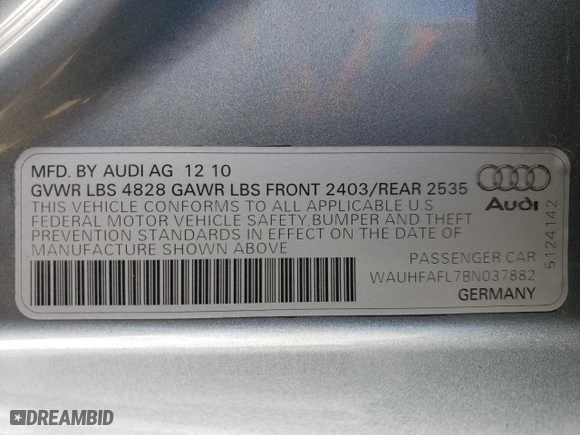 MFD. BY AUDI AG 12 10
GVWR LBS 4828 GAWR LBS FRONT 2403/REAR 2535
THIS VEHICLE CONFORMS TO ALL APPLICABLE U S
FEDERAL MOTOR VEHICLE SAFETY,BUMPER AND THEFT
PREVENTION STANDARDS IN EFFECT ON THE DATE OF
MANUFACTURE SHOWN ABOVE
Audi
5124142
PASSENGER CAR
WAUHFAFL7BN037882
GERMANY
DREAMBID